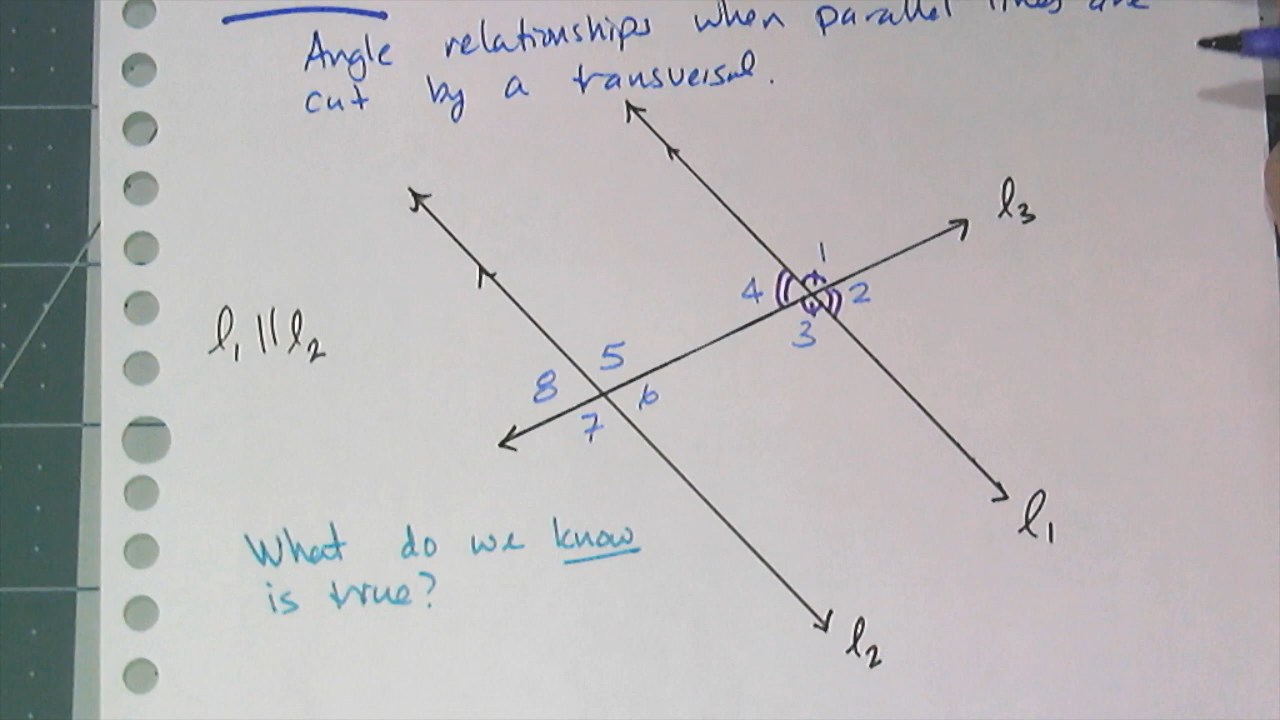 Angle relationships when parallel lines are
cut by a transversal.
l3
1
4
2
3
l1 || l2
5
8
6
7
l1
What do we know
is true?
l2